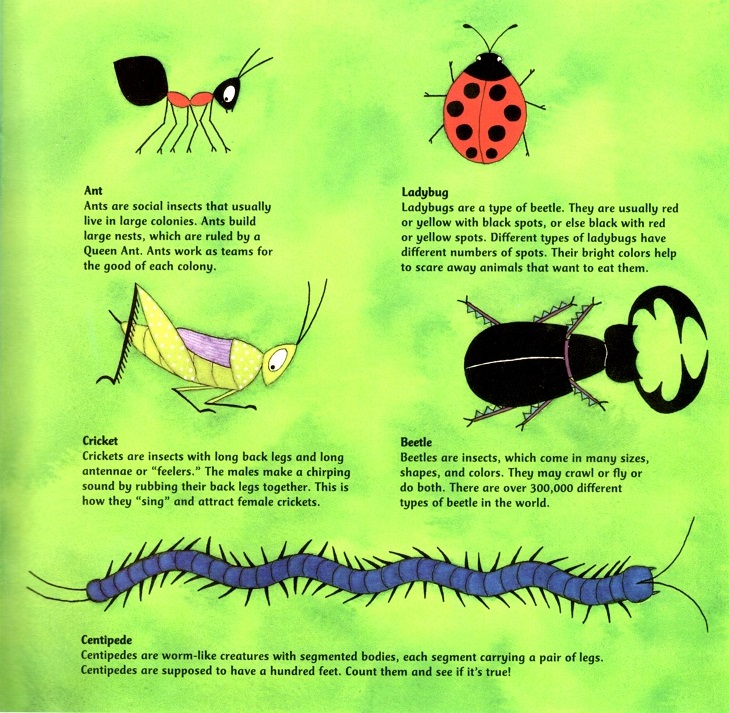 Ant
Ants are social insects that usually
live in large colonies. Ants build
large nests, which are ruled by a
Queen Ant. Ants work as teams for
the good of each colony.
Ladybug
Ladybugs are a type of beetle. They are usually red
or yellow with black spots, or else black with red
or yellow spots. Different types of ladybugs have
different numbers of spots. Their bright colors help
to scare away animals that want to eat them.
Cricket
Crickets are insects with long back legs and long
antennae or “feelers.” The males make a chirping
sound by rubbing their back legs together. This is
how they “sing” and attract female crickets.
Beetle
Beetles are insects, which come in many sizes,
shapes, and colors. They may crawl or fly or
do both. There are over 300,000 different
types of beetle in the world.
Centipede
Centipedes are worm-like creatures with segmented bodies, each segment carrying a pair of legs.
Centipedes are supposed to have a hundred feet. Count them and see if it's true!